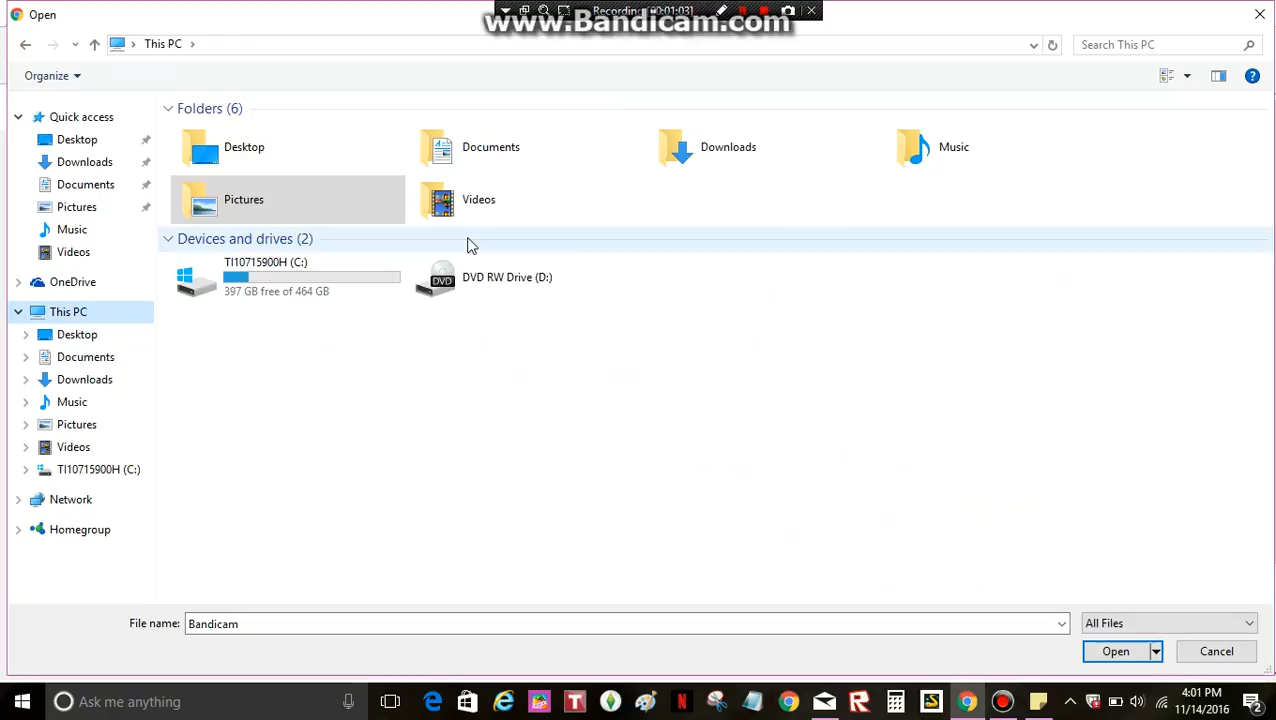 Open
Recording [00:01:03]
www.Bandicam.com
This PC
Search This PC
Organize
Quick access
Desktop
Downloads
Documents
Pictures
Music
Videos
OneDrive
This PC
Desktop
Documents
Downloads
Music
Pictures
Videos
TI10715900H (C:)
Network
Homegroup
Folders (6)
Desktop
Documents
Downloads
Music
Pictures
Videos
Devices and drives (2)
TI10715900H (C:)
397 GB free of 464 GB
DVD
DVD RW Drive (D:)
File name:
Bandicam
All Files
Open
Cancel
Ask me anything
4:01 PM
11/14/2016
2